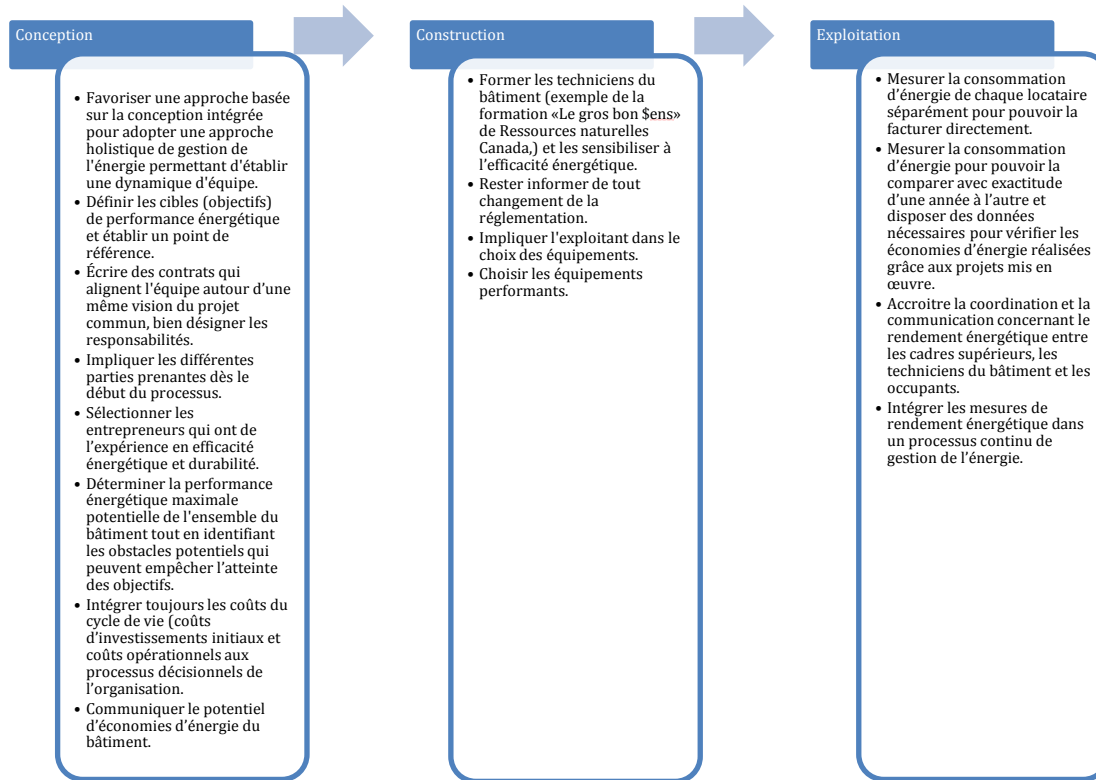 Conception
• Favoriser une approche basée
sur la conception intégrée
pour adopter une approche
holistique de gestion de
l'énergie permettant d'établir
une dynamique d'équipe.
• Définir les cibles (objectifs)
de performance énergétique
et établir un point de
référence.
• Écrire des contrats qui
alignent l'équipe autour d’une
même vision du projet
commun, bien désigner les
responsabilités.
• Impliquer les différentes
parties prenantes dès le
début du processus.
• Sélectionner les
entrepreneurs qui ont de
l’expérience en efficacité
énergétique et durabilité.
• Déterminer la performance
énergétique maximale
potentielle de l'ensemble du
bâtiment tout en identifiant
les obstacles potentiels qui
peuvent empêcher l’atteinte
des objectifs.
• Intégrer toujours les coûts du
cycle de vie (coûts
d’investissements initiaux et
coûts opérationnels aux
processus décisionnels de
l’organisation.
• Communiquer le potentiel
d’économies d’énergie du
bâtiment.
Construction
• Former les techniciens du
bâtiment (exemple de la
formation «Le gros bon $ens»
de Ressources naturelles
Canada,) et les sensibiliser à
l’efficacité énergétique.
• Rester informer de tout
changement de la
réglementation.
• Impliquer l'exploitant dans le
choix des équipements.
• Choisir les équipements
performants.
Exploitation
• Mesurer la consommation
d’énergie de chaque locataire
séparément pour pouvoir la
facturer directement.
• Mesurer la consommation
d’énergie pour pouvoir la
comparer avec exactitude
d’une année à l’autre et
disposer des données
nécessaires pour vérifier les
économies d’énergie réalisées
grâce aux projets mis en
œuvre.
• Accroitre la coordination et la
communication concernant le
rendement énergétique entre
les cadres supérieurs, les
techniciens du bâtiment et les
occupants.
• Intégrer les mesures de
rendement énergétique dans
un processus continu de
gestion de l’énergie.